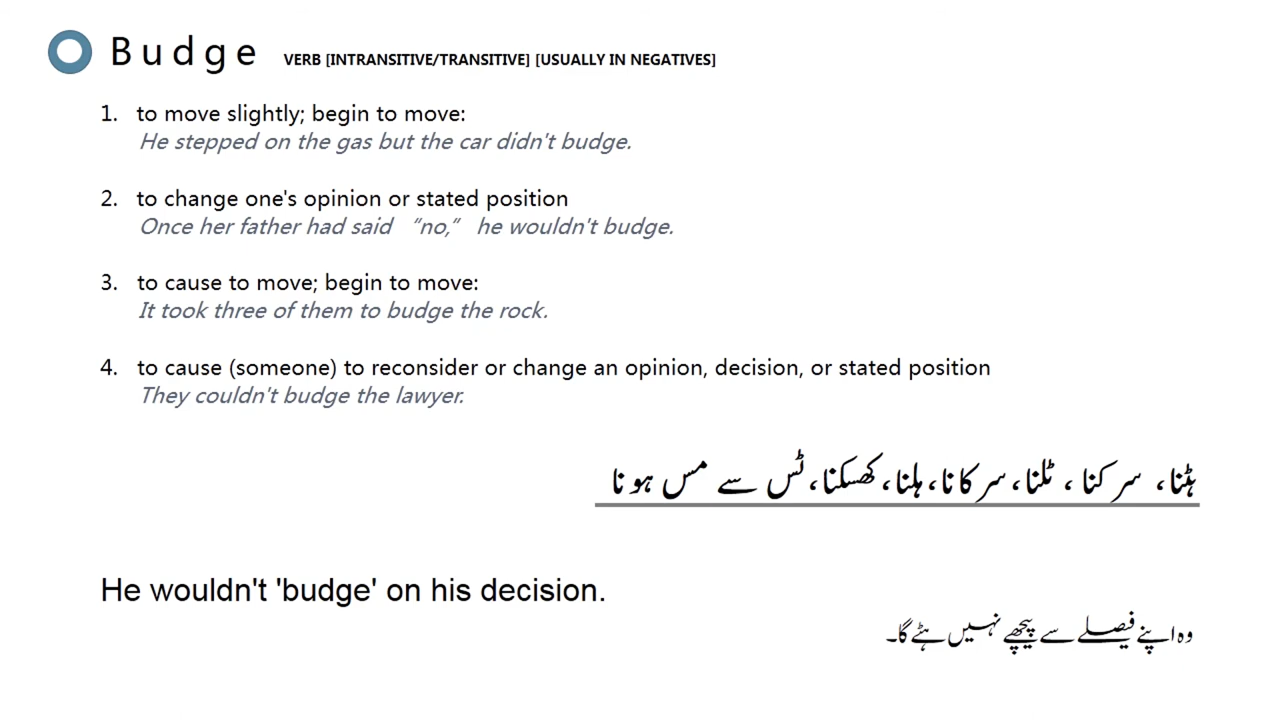 Budge VERB [INTRANSITIVE/TRANSITIVE] [USUALLY IN NEGATIVES]
1. to move slightly; begin to move:
He stepped on the gas but the car didn't budge.
2. to change one's opinion or stated position
Once her father had said “no,” he wouldn't budge.
3. to cause to move; begin to move:
It took three of them to budge the rock.
4. to cause (someone) to reconsider or change an opinion, decision, or stated position
They couldn't budge the lawyer.
ہٹنا، سرکنا، ٹلنا، سرکانا، ہلنا، کھسکنا، ٹس سے مس ہونا
He wouldn't 'budge' on his decision.
وہ اپنے فیصلے سے پیچھے نہیں ہٹے گا۔